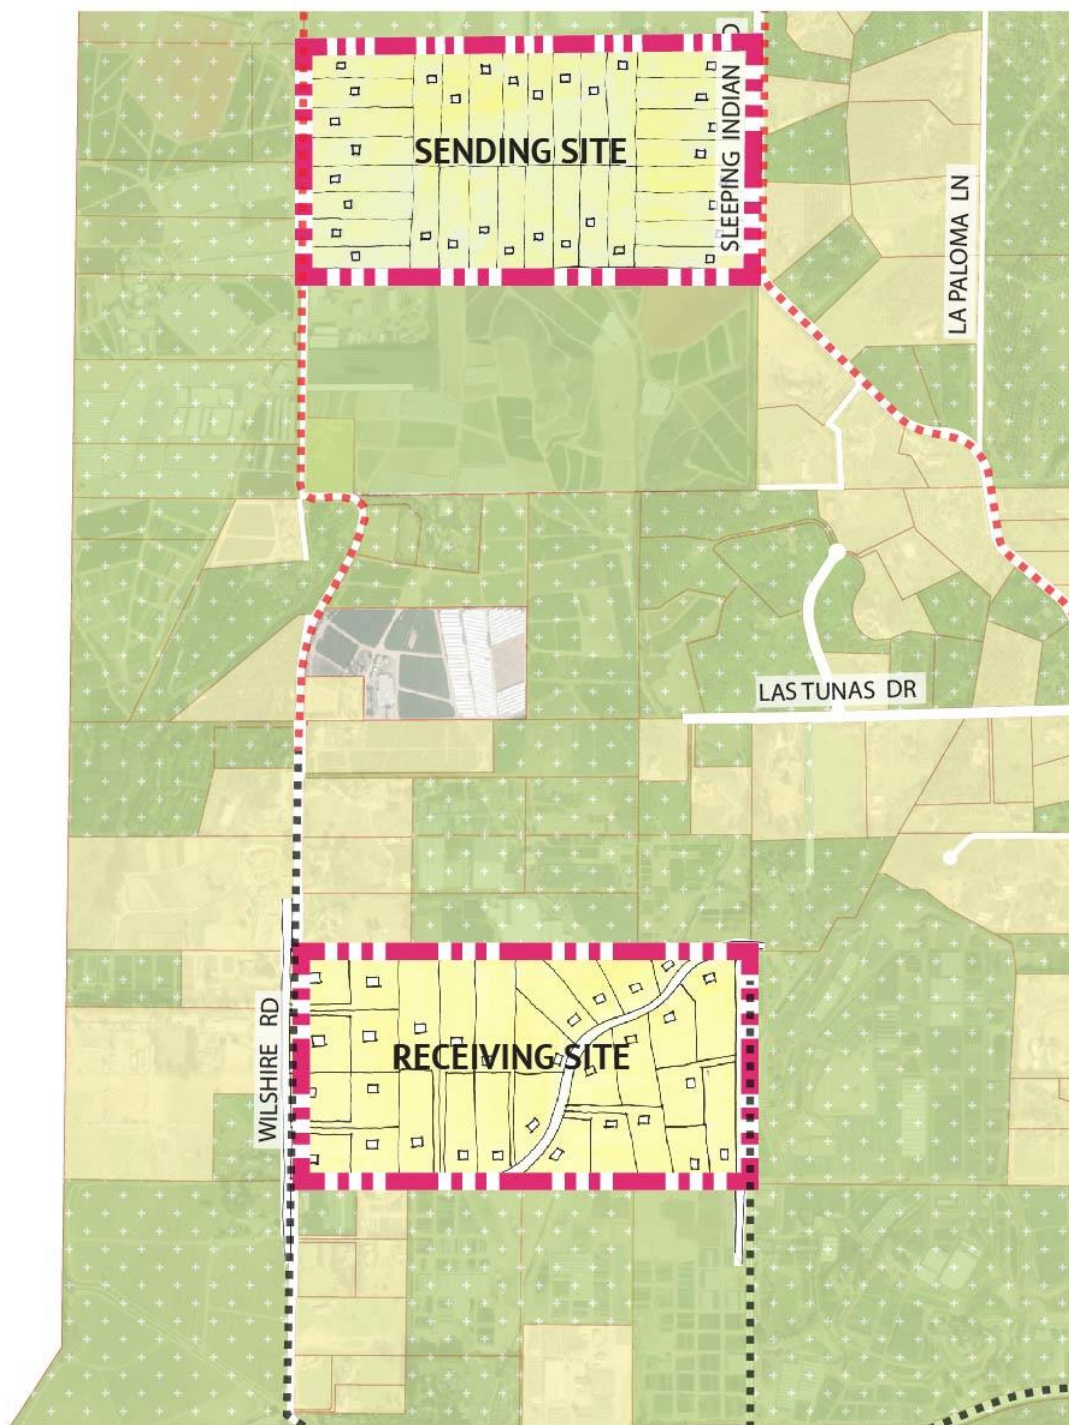 SENDING SITE
SLEEPING INDIAN
LA PALOMA LN
LAS TUNAS DR
WILSHIRE RD
RECEIVING SITE